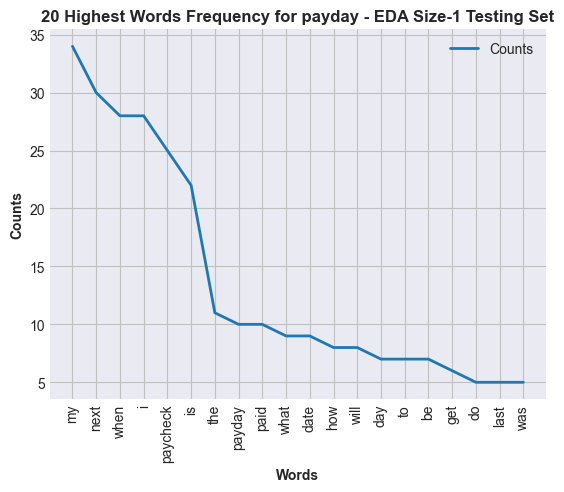 20 Highest Words Frequency for payday - EDA Size-1 Testing Set
Counts
35
30
25
20
15
10
5
Counts
my
next
when
i
paycheck
is
the
payday
paid
what
date
how
will
day
to
be
get
do
last
was
Words